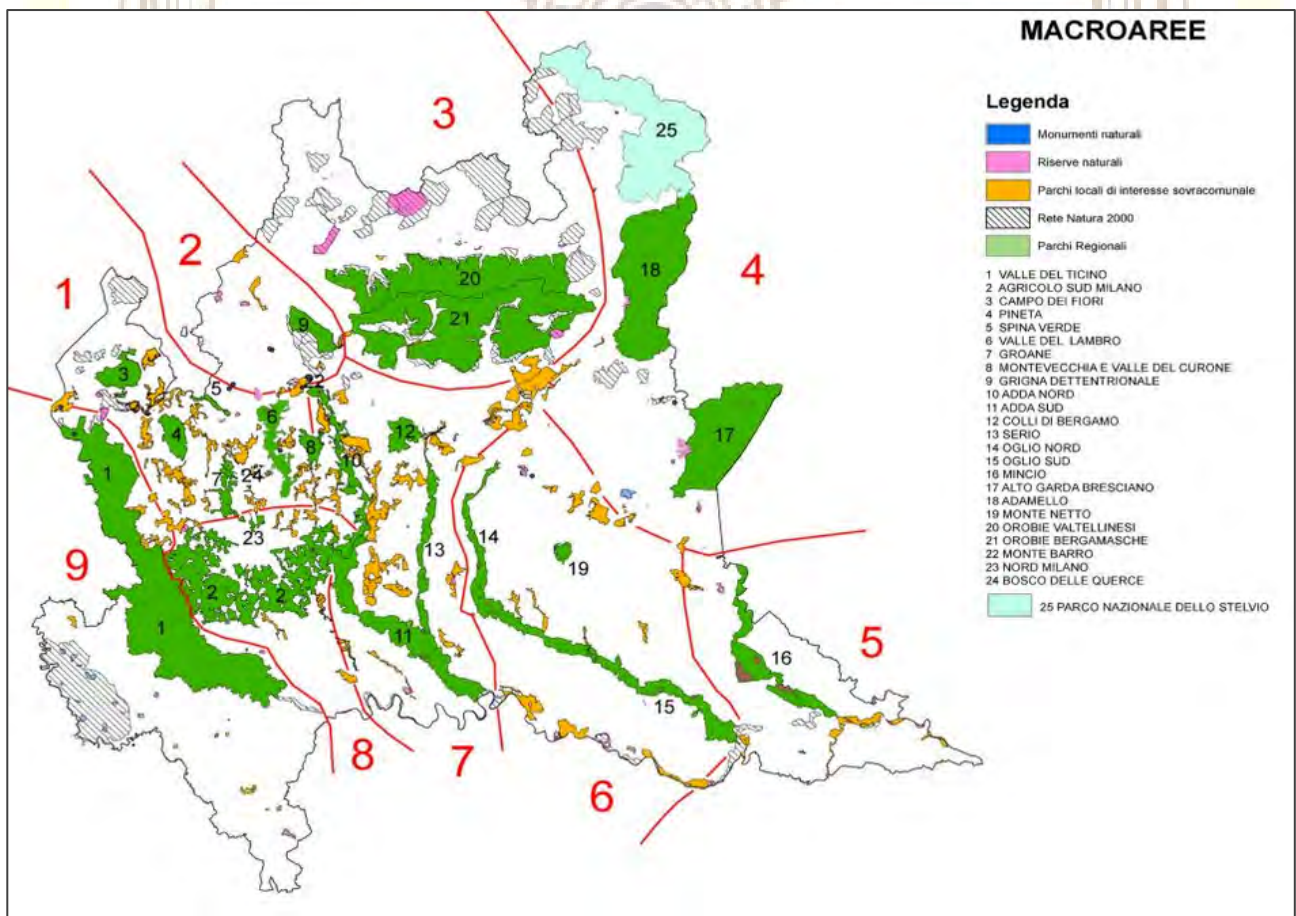 MACROAREE
Legenda
Monumenti naturali
Riserve naturali
Parchi locali di interesse sovracomunale
Rete Natura 2000
Parchi Regionali
1 VALLE DEL TICINO
2 AGRICOLO SUD MILANO
3 CAMPO DEI FIORI
4 PINETA
5 SPINA VERDE
6 VALLE DEL LAMBRO
7 GROANE
8 MONTEVECCHIA E VALLE DEL CURONE
9 GRIGNA DETTENTRIONALE
10 ADDA NORD
11 ADDA SUD
12 COLLI DI BERGAMO
13 SERIO
14 OGLIO NORD
15 OGLIO SUD
16 MINCIO
17 ALTO GARDA BRESCIANO
18 ADAMELLO
19 MONTE NETTO
20 OROBIE VALTELLINESI
21 OROBIE BERGAMASCHE
22 MONTE BARRO
23 NORD MILANO
24 BOSCO DELLE QUERCE
25 PARCO NAZIONALE DELLO STELVIO
3
25
2
4
1
20
18
21
9
3
5
22
6
17
4
12
8
10
1
7
24
23
13
14
19
9
2
2
1
11
16
5
15
8
7
6